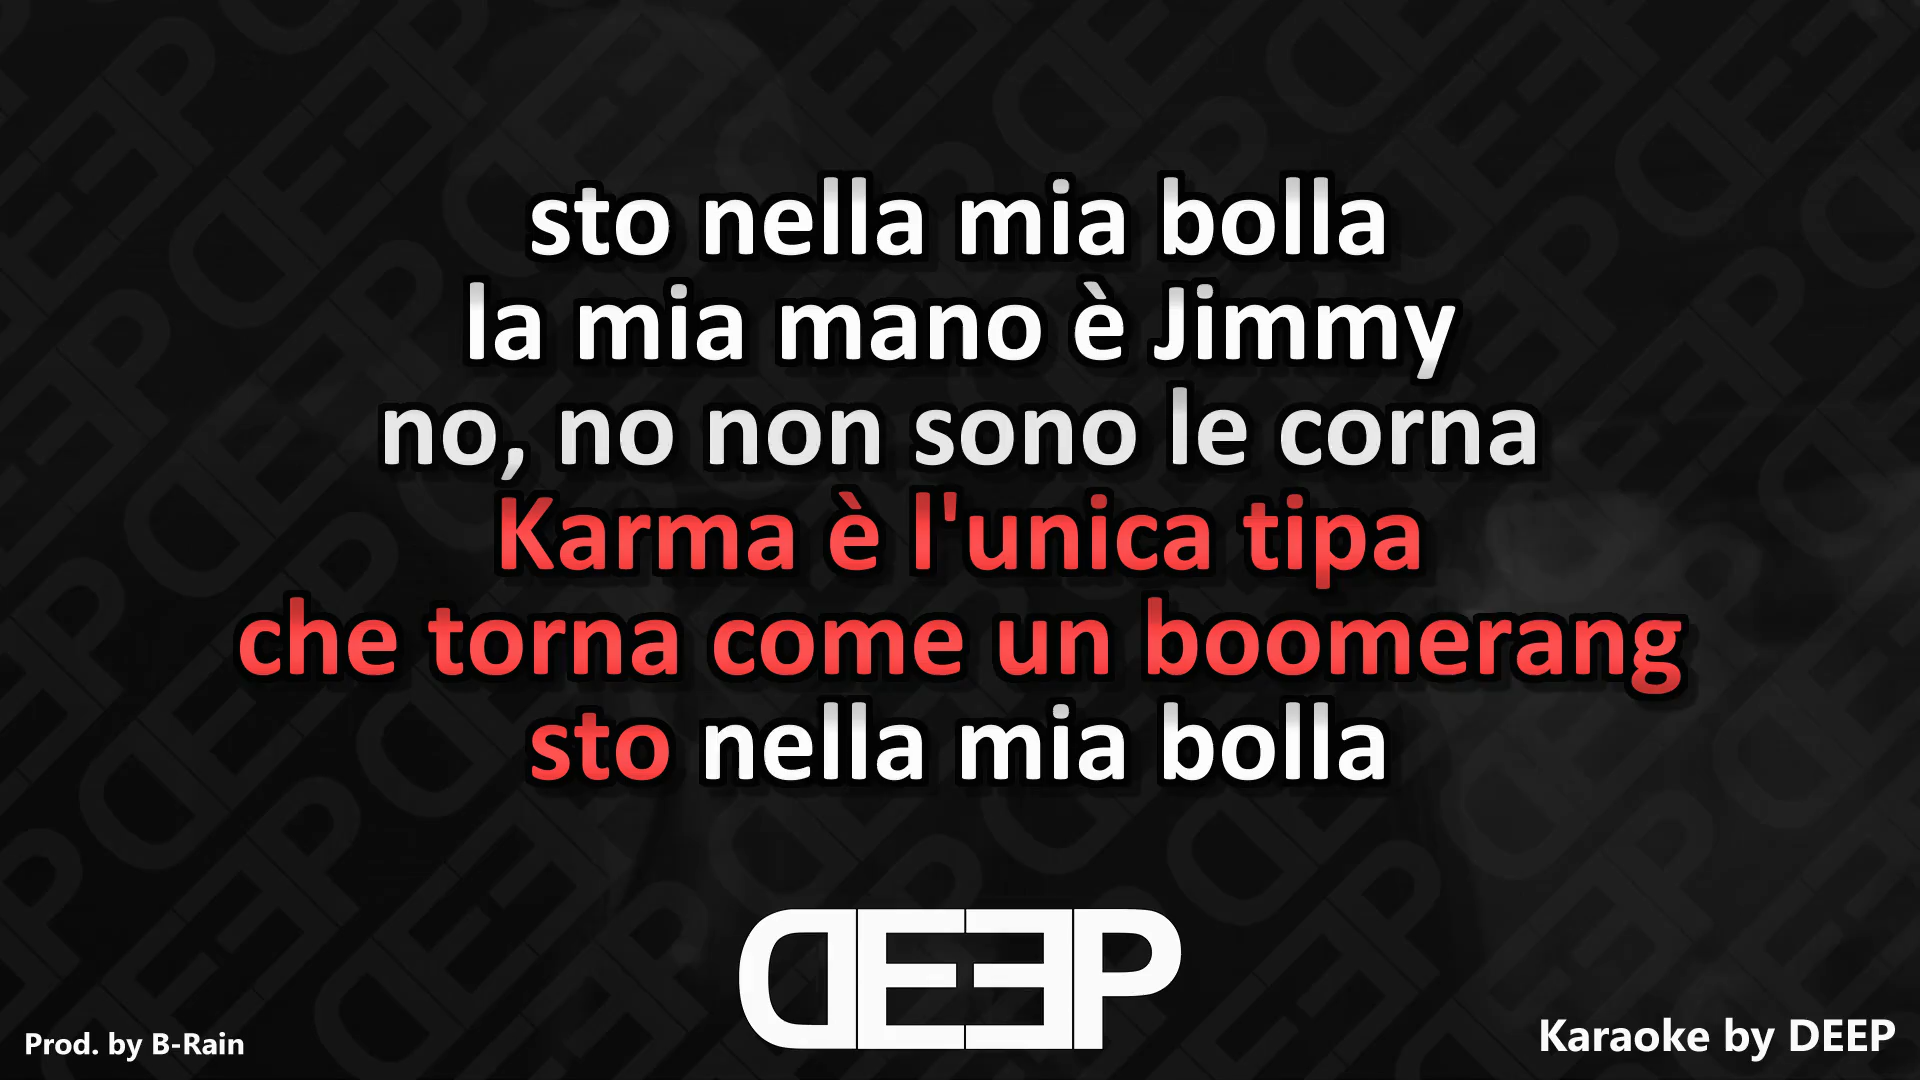 sto nella mia bolla
la mia mano è Jimmy
no, no non sono le corna
Karma è l'unica tipa
che torna come un boomerang
sto nella mia bolla
DEEP
Prod. by B-Rain
Karaoke by DEEP